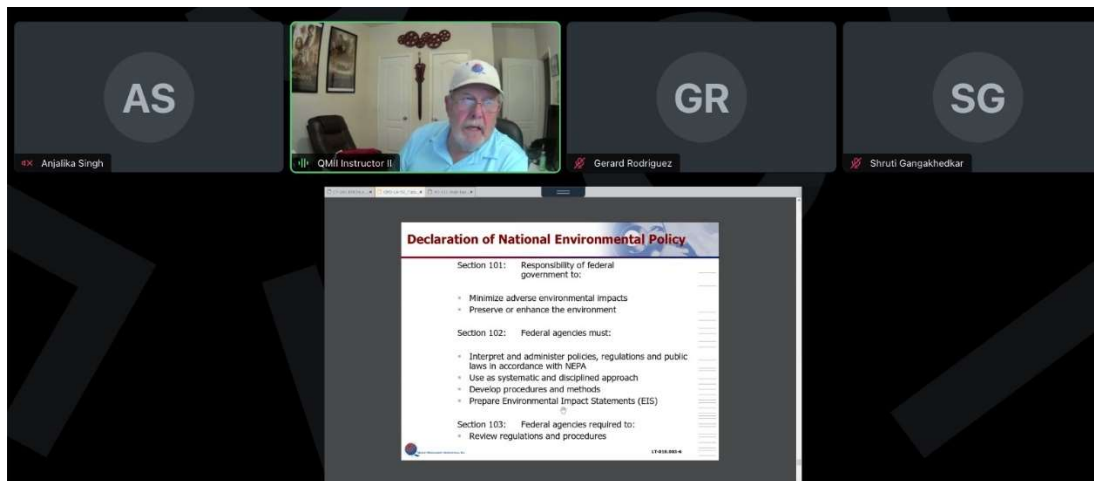 AS
GR
SG
Anjalika Singh
QMII Instructor II
Gerard Rodriguez
Shruti Gangakhedkar
Declaration of National Environmental Policy
Section 101: Responsibility of federal
government to:
Minimize adverse environmental impacts
Preserve or enhance the environment
Section 102: Federal agencies must:
Interpret and administer policies, regulations and public
laws in accordance with NEPA
Use as systematic and disciplined approach
Develop procedures and methods
Prepare Environmental Impact Statements (EIS)
Section 103: Federal agencies required to:
Review regulations and procedures